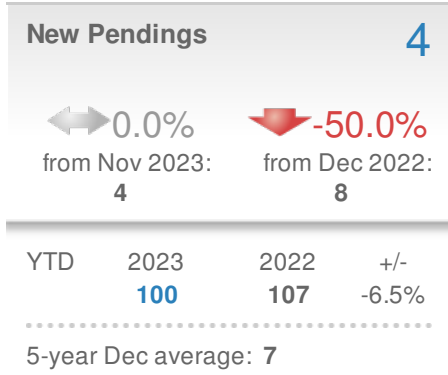 New Pendings 4
0.0% -50.0%
from Nov 2023: from Dec 2022:
4 8
YTD 2023 2022 +/-
100 107 -6.5%
5-year Dec average: 7